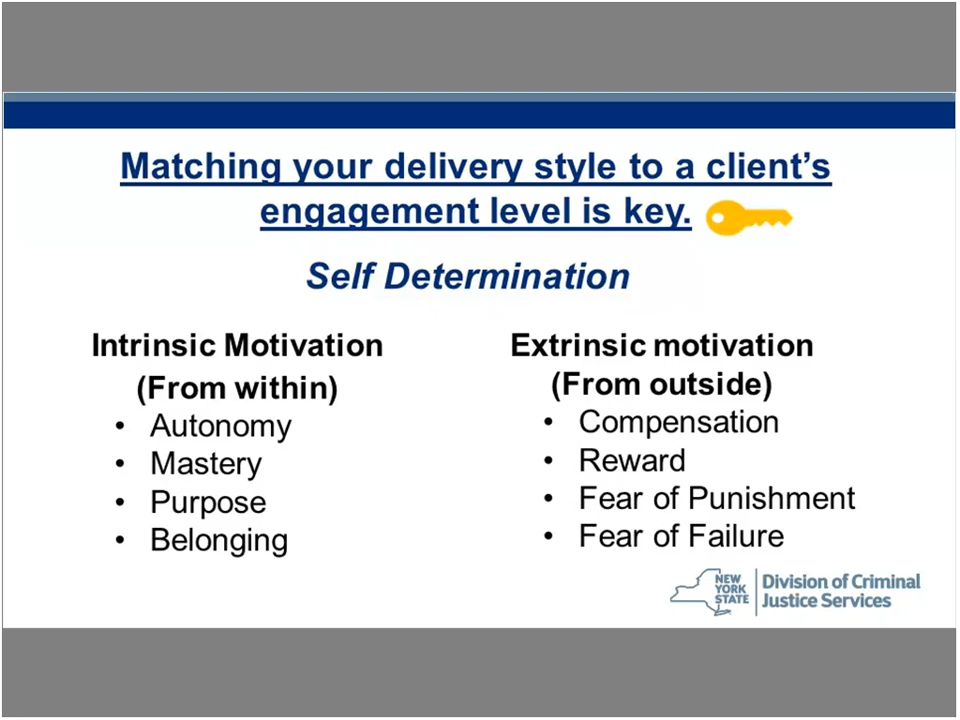 Matching your delivery style to a client's
engagement level is key.
Self Determination
Intrinsic Motivation
(From within)
• Autonomy
• Mastery
• Purpose
• Belonging
Extrinsic motivation
(From outside)
• Compensation
• Reward
• Fear of Punishment
• Fear of Failure
NEW
YORK
STATE
Division of Criminal
Justice Services